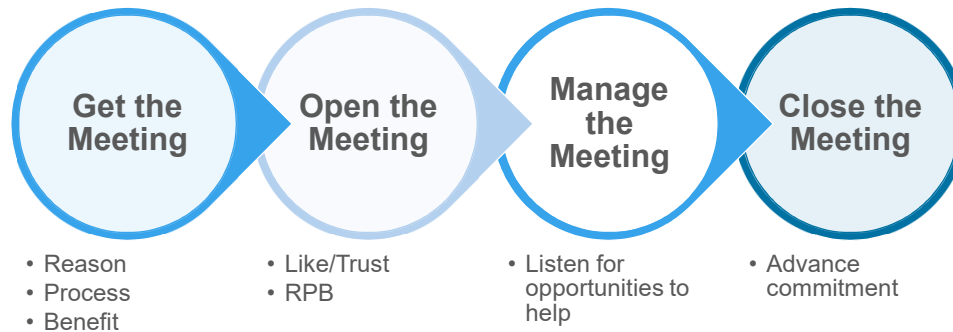 Get the
Meeting
Open the
Meeting
Manage
the
Meeting
Close the
Meeting
• Reason
• Process
• Benefit
• Like/Trust
• RPB
• Listen for
opportunities to
help
• Advance
commitment